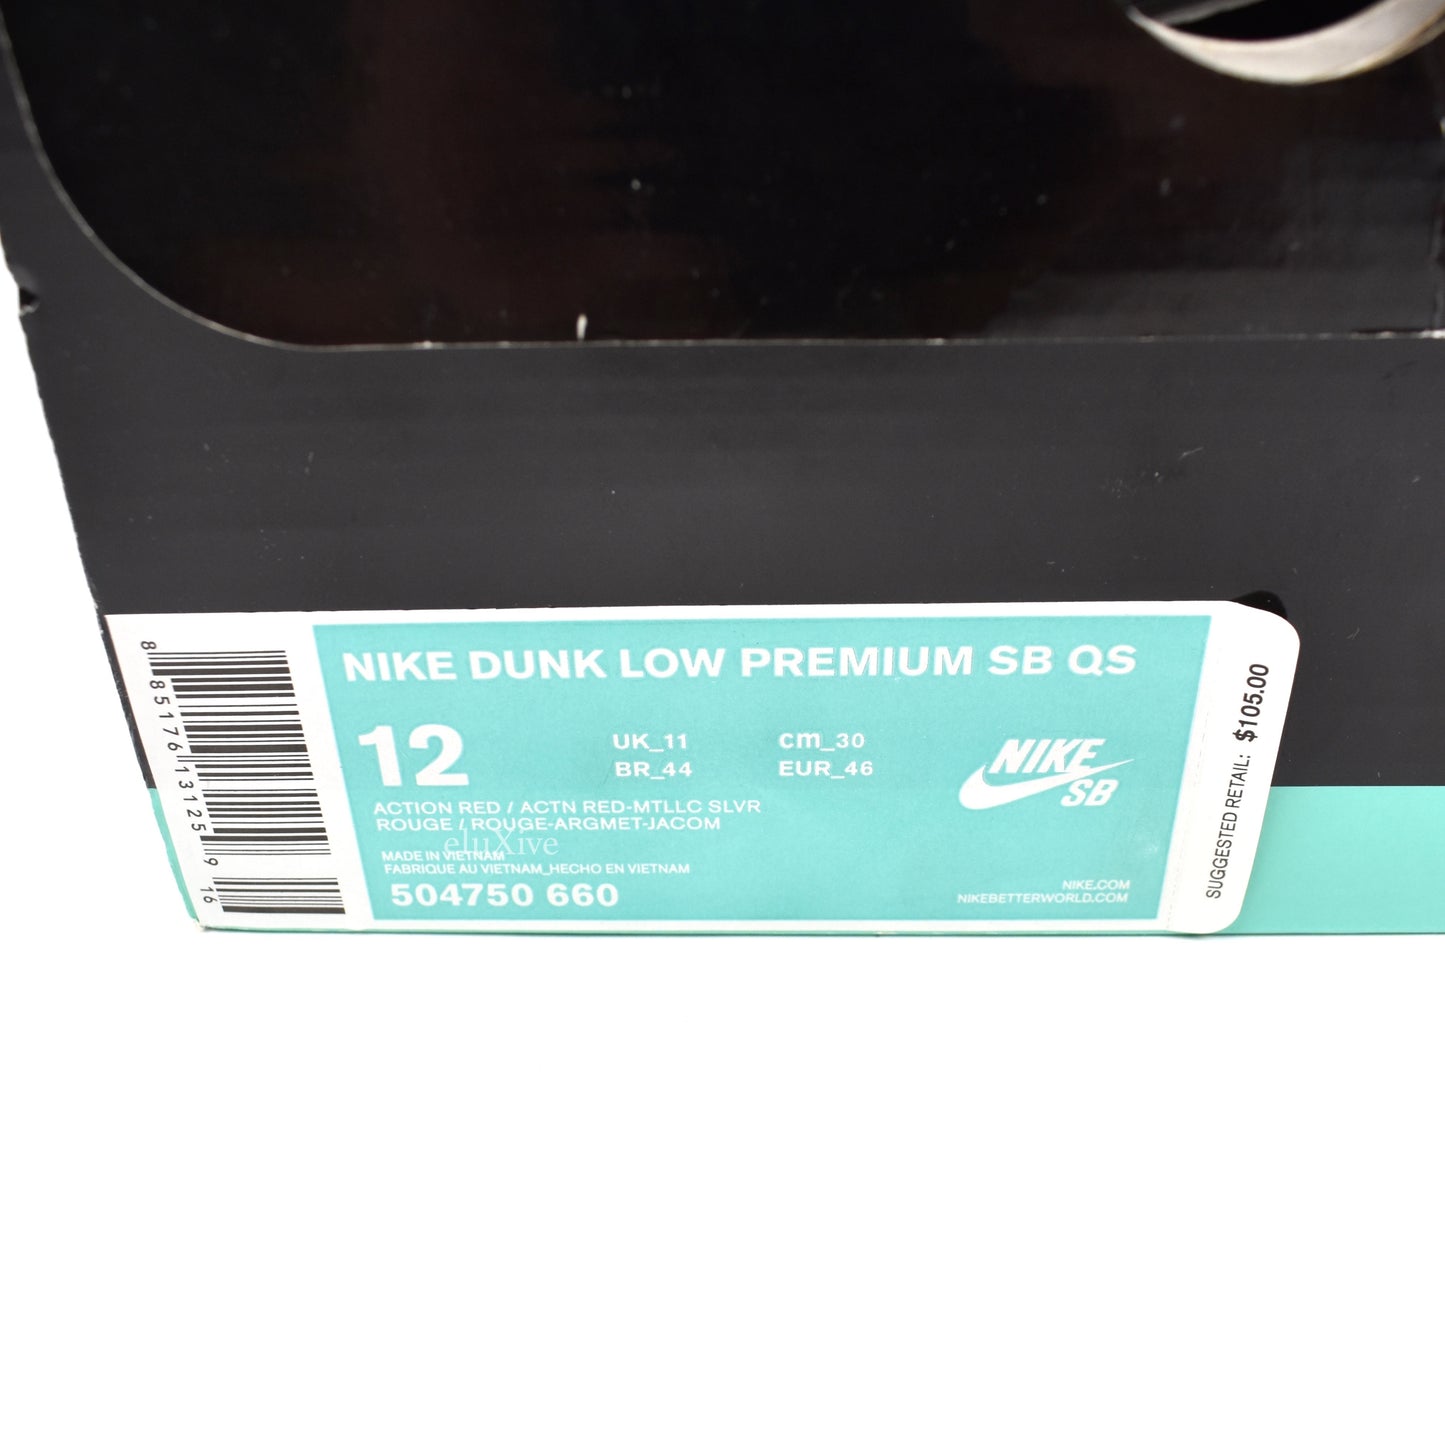 NIKE DUNK LOW PREMIUM SB QS
12
UK_11
cm_30
BR_44
EUR_46
NIKE
SB
ACTION RED / ACTN RED-MTLLC SLVR
ROUGE / ROUGE-ARGMET-JACOM
eluXive
MADE IN VIETNAM
FABRIQUE AU VIETNAM_HECHO EN VIETNAM
504750 660
NIKE.COM
NIKEBETTERWORLD.COM
8 85176 13125 9 16
SUGGESTED RETAIL: $105.00